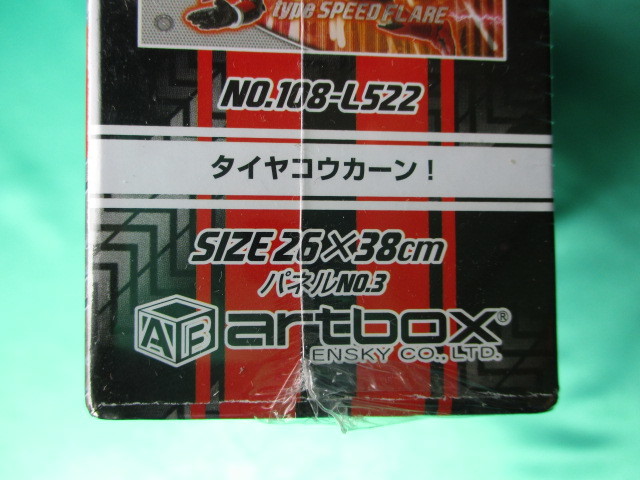 type SPEED FLARE
NO.108-L522
タイヤコウカーン！
SIZE 26×38cm
パネルNO.3
AB artbox®
ENSKY CO., LTD.